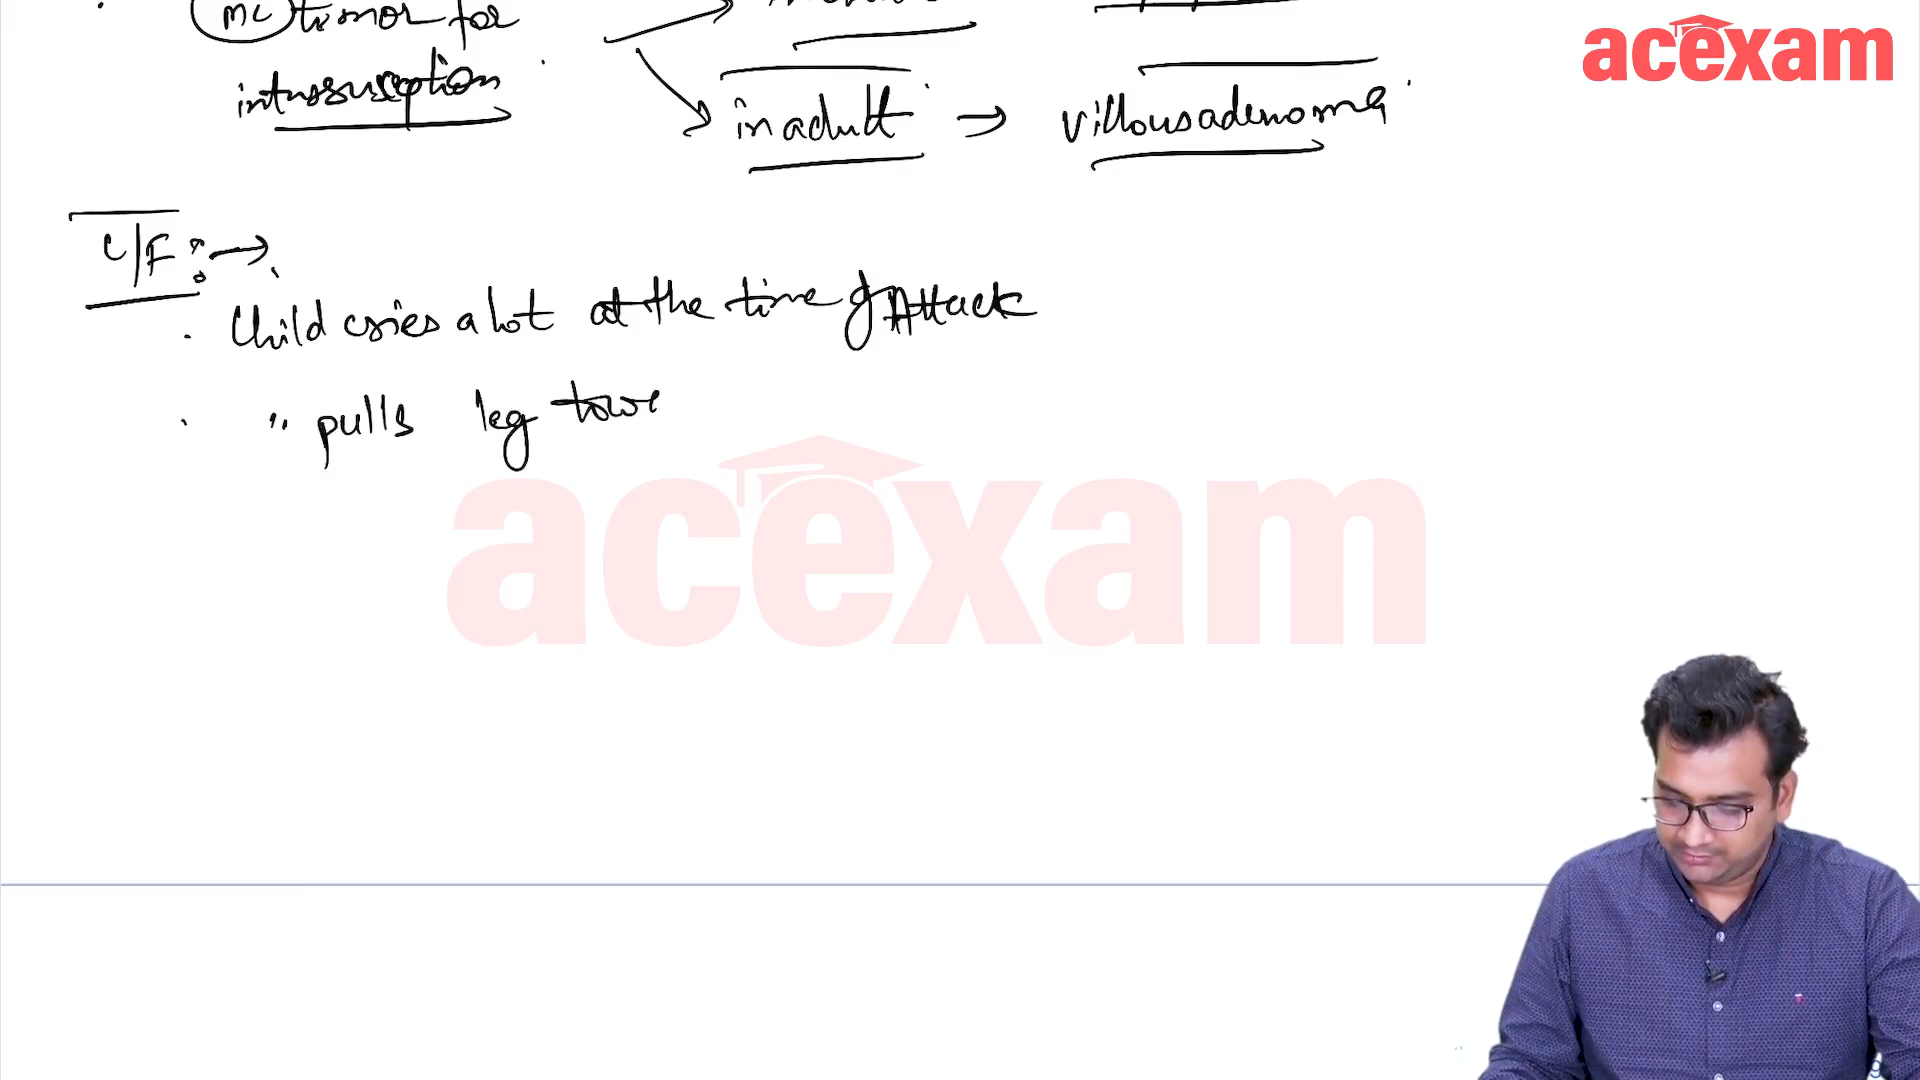 MC tumor for
acexam
intussusception
in adult → villous adenoma
C/F :→
· Child cries a lot at the time of Attack
· " pulls leg towa
acexam